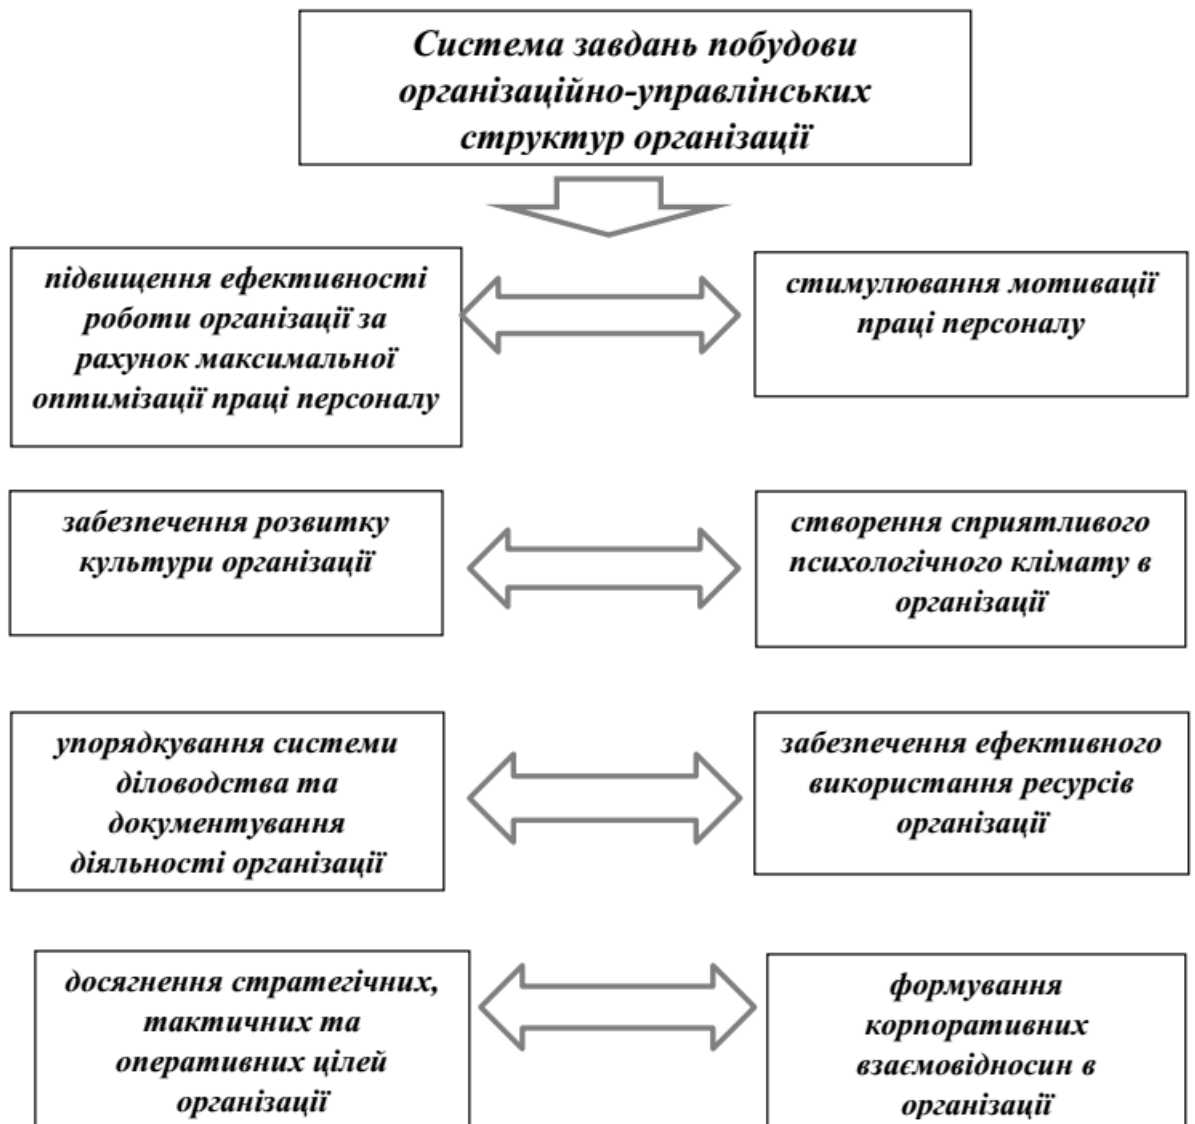 Система завдань побудови
організаційно-управлінських
структур організації
підвищення ефективності
роботи організації за
рахунок максимальної
оптимізації праці персоналу
стимулювання мотивації
праці персоналу
забезпечення розвитку
культури організації
створення сприятливого
психологічного клімату в
організації
упорядкування системи
діловодства та
документування
діяльності організації
забезпечення ефективного
використання ресурсів
організації
досягнення стратегічних,
тактичних та
оперативних цілей
організації
формування
корпоративних
взаємовідносин в
організації